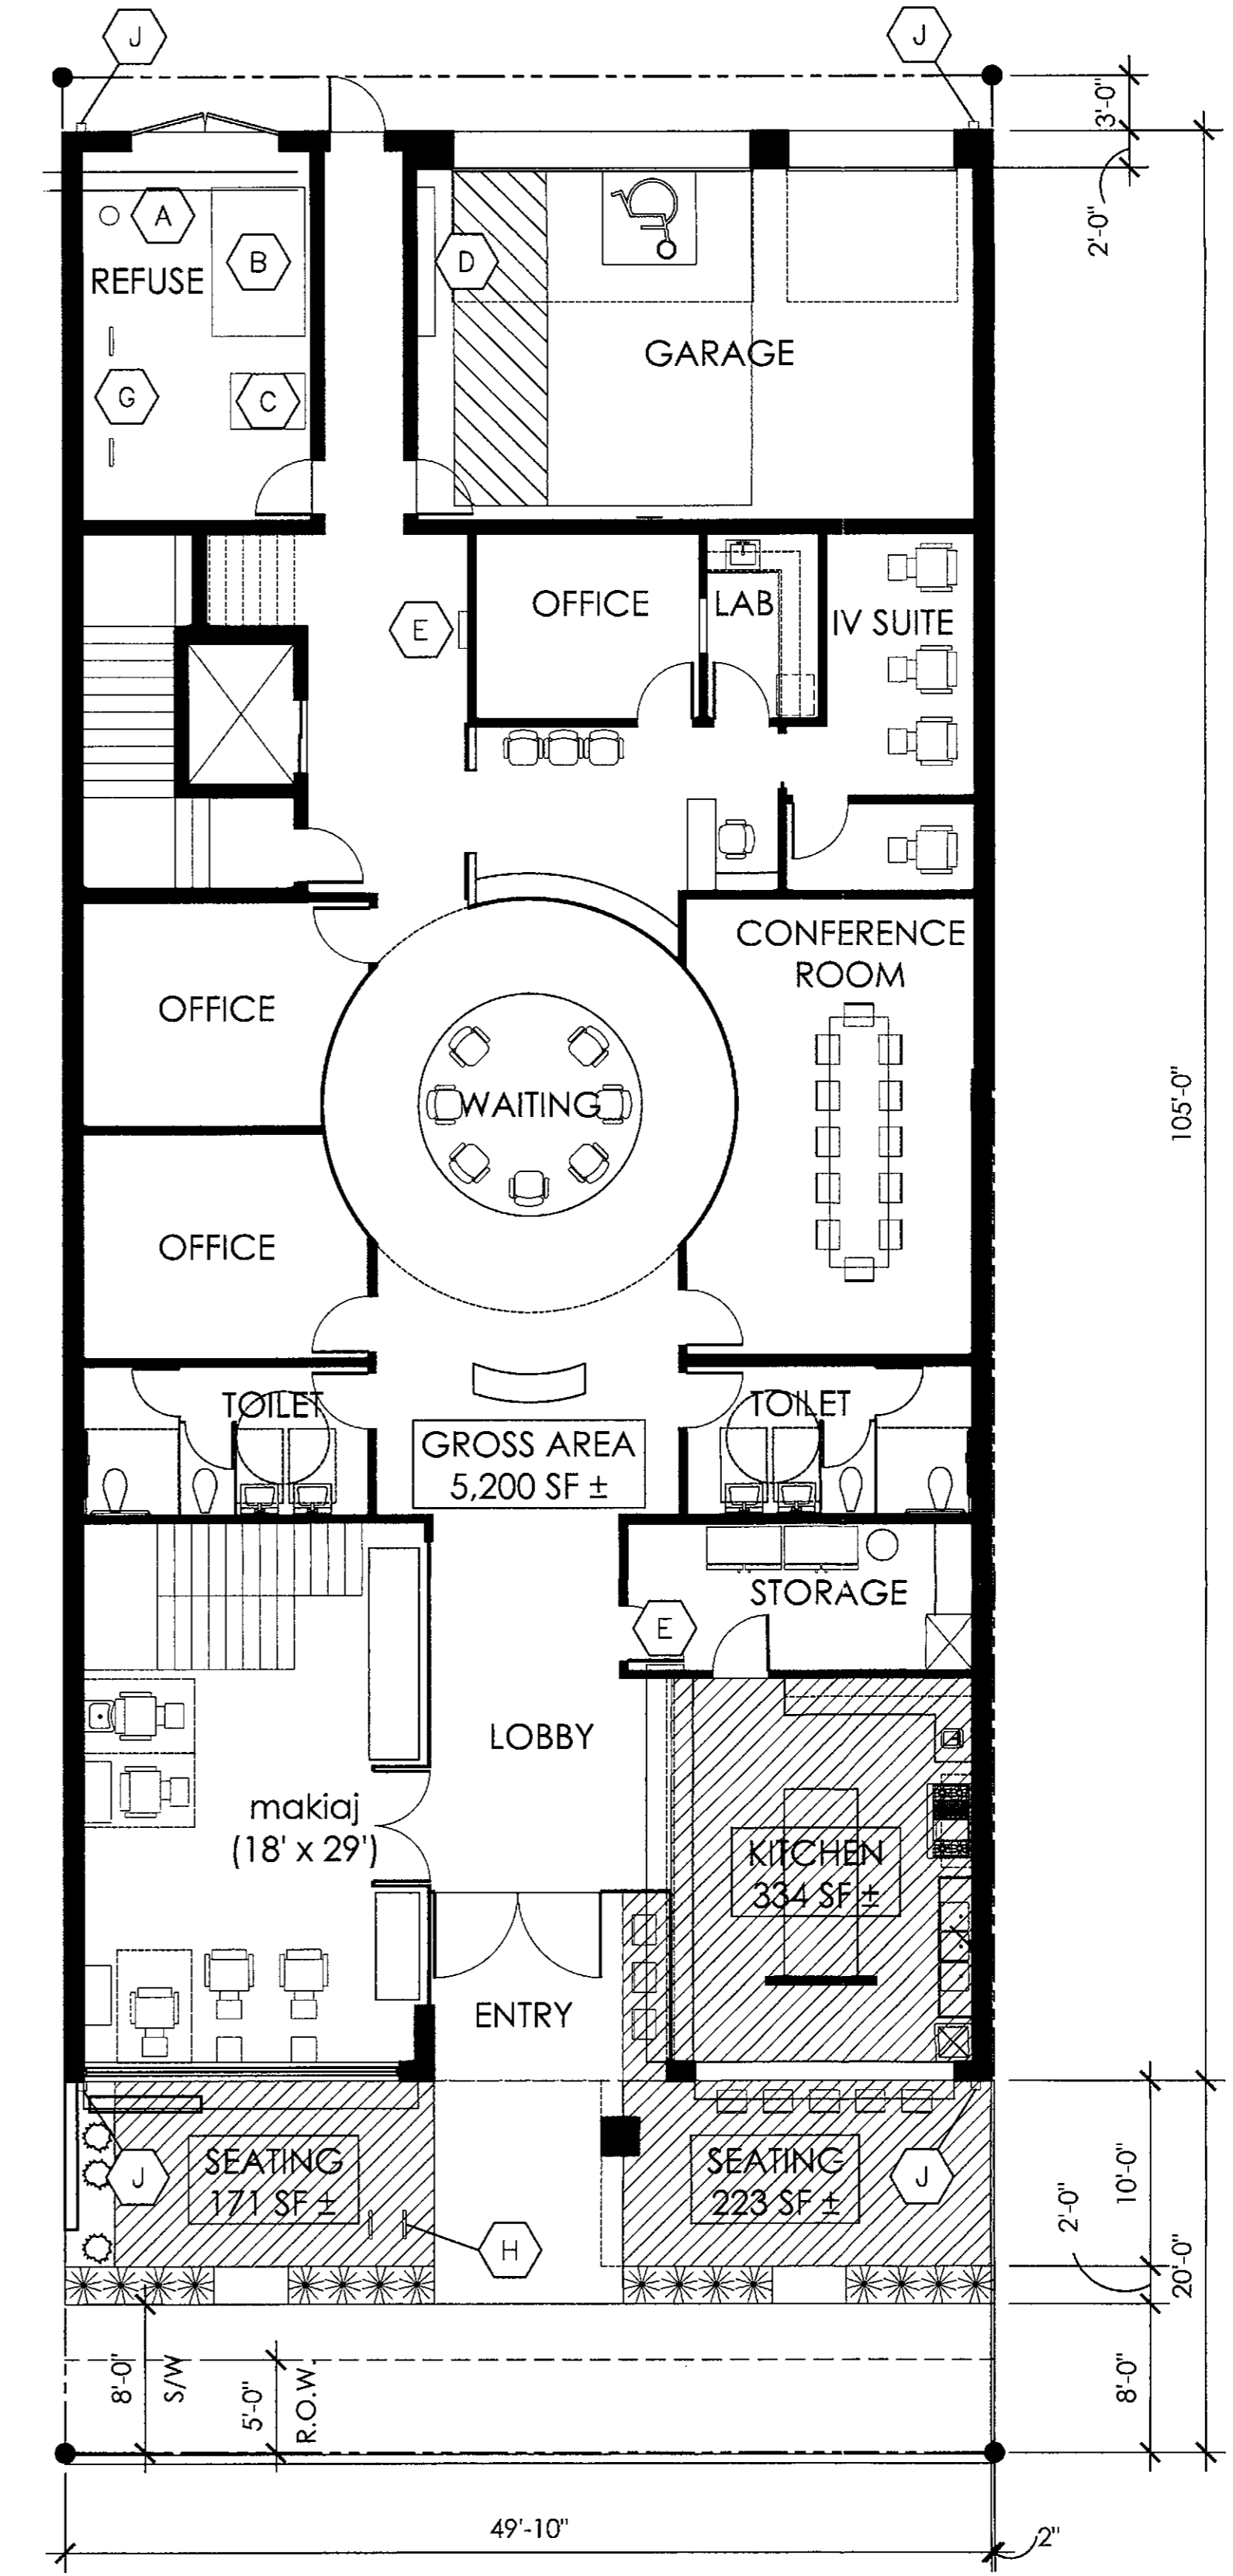 J
J
3'-0"
2'-0"
A
B
REFUSE
D
GARAGE
G
C
OFFICE
LAB
IV SUITE
E
CONFERENCE
ROOM
OFFICE
WAITING
105'-0"
OFFICE
TOILET
TOILET
GROSS AREA
5,200 SF ±
STORAGE
E
LOBBY
makiaj
(18' x 29')
KITCHEN
334 SF ±
ENTRY
SEATING
171 SF ±
J
SEATING
223 SF ±
J
H
10'-0"
2'-0"
20'-0"
8'-0"
S/W
5'-0"
R.O.W.
8'-0"
49'-10"
2"